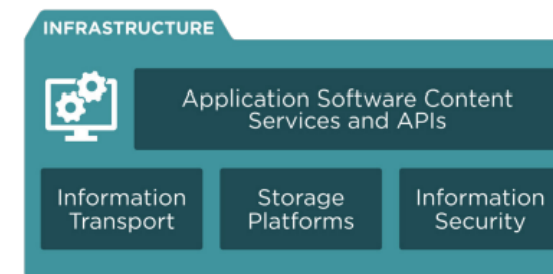 INFRASTRUCTURE
Application Software Content
Services and APIs
Information
Transport
Storage
Platforms
Information
Security